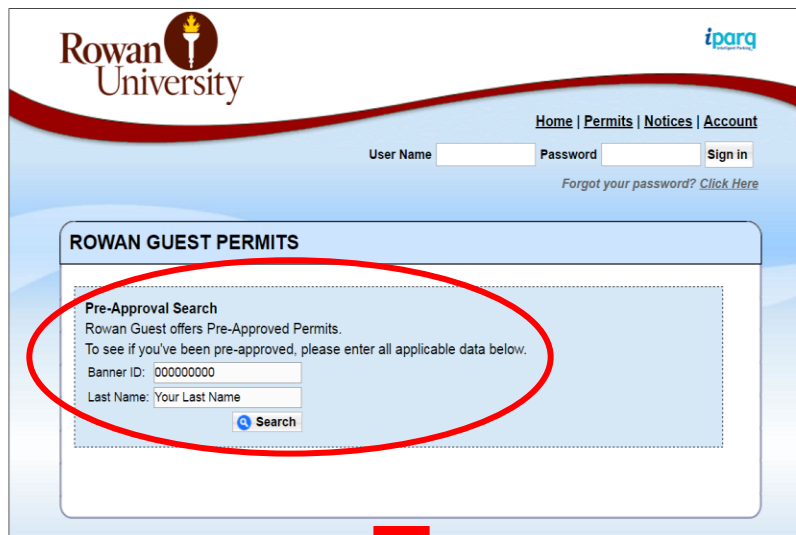 Rowan
University
iparq
Home | Permits | Notices | Account
User Name
Password
Sign in
Forgot your password? Click Here
ROWAN GUEST PERMITS
Pre-Approval Search
Rowan Guest offers Pre-Approved Permits.
To see if you've been pre-approved, please enter all applicable data below.
Banner ID: 000000000
Last Name: Your Last Name
Search